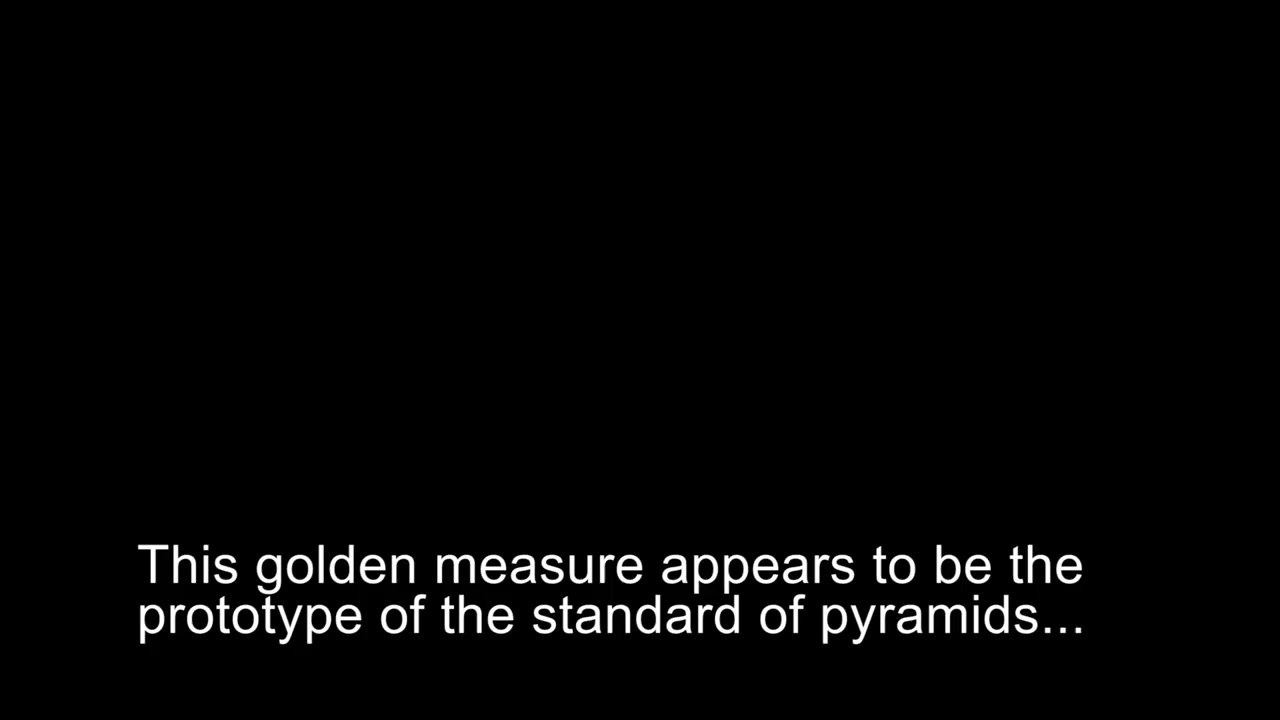 This golden measure appears to be the
prototype of the standard of pyramids...